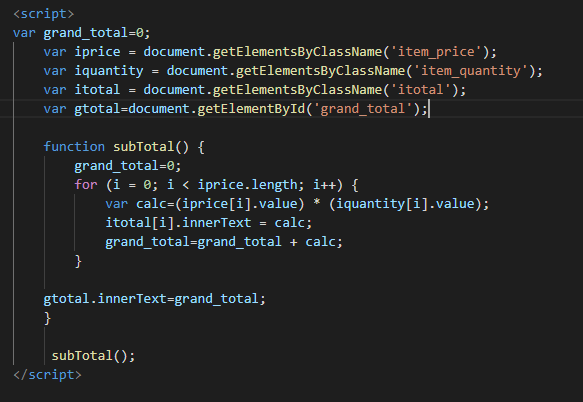 <script>
var grand_total=0;
    var iprice = document.getElementsByClassName('item_price');
    var iquantity = document.getElementsByClassName('item_quantity');
    var itotal = document.getElementsByClassName('itotal');
    var gtotal=document.getElementById('grand_total');
    function subTotal() {
        grand_total=0;
        for (i = 0; i < iprice.length; i++) {
            var calc=(iprice[i].value) * (iquantity[i].value);
            itotal[i].innerText = calc;
            grand_total=grand_total + calc;
        }
    gtotal.innerText=grand_total;
    }
     subTotal();
</script>